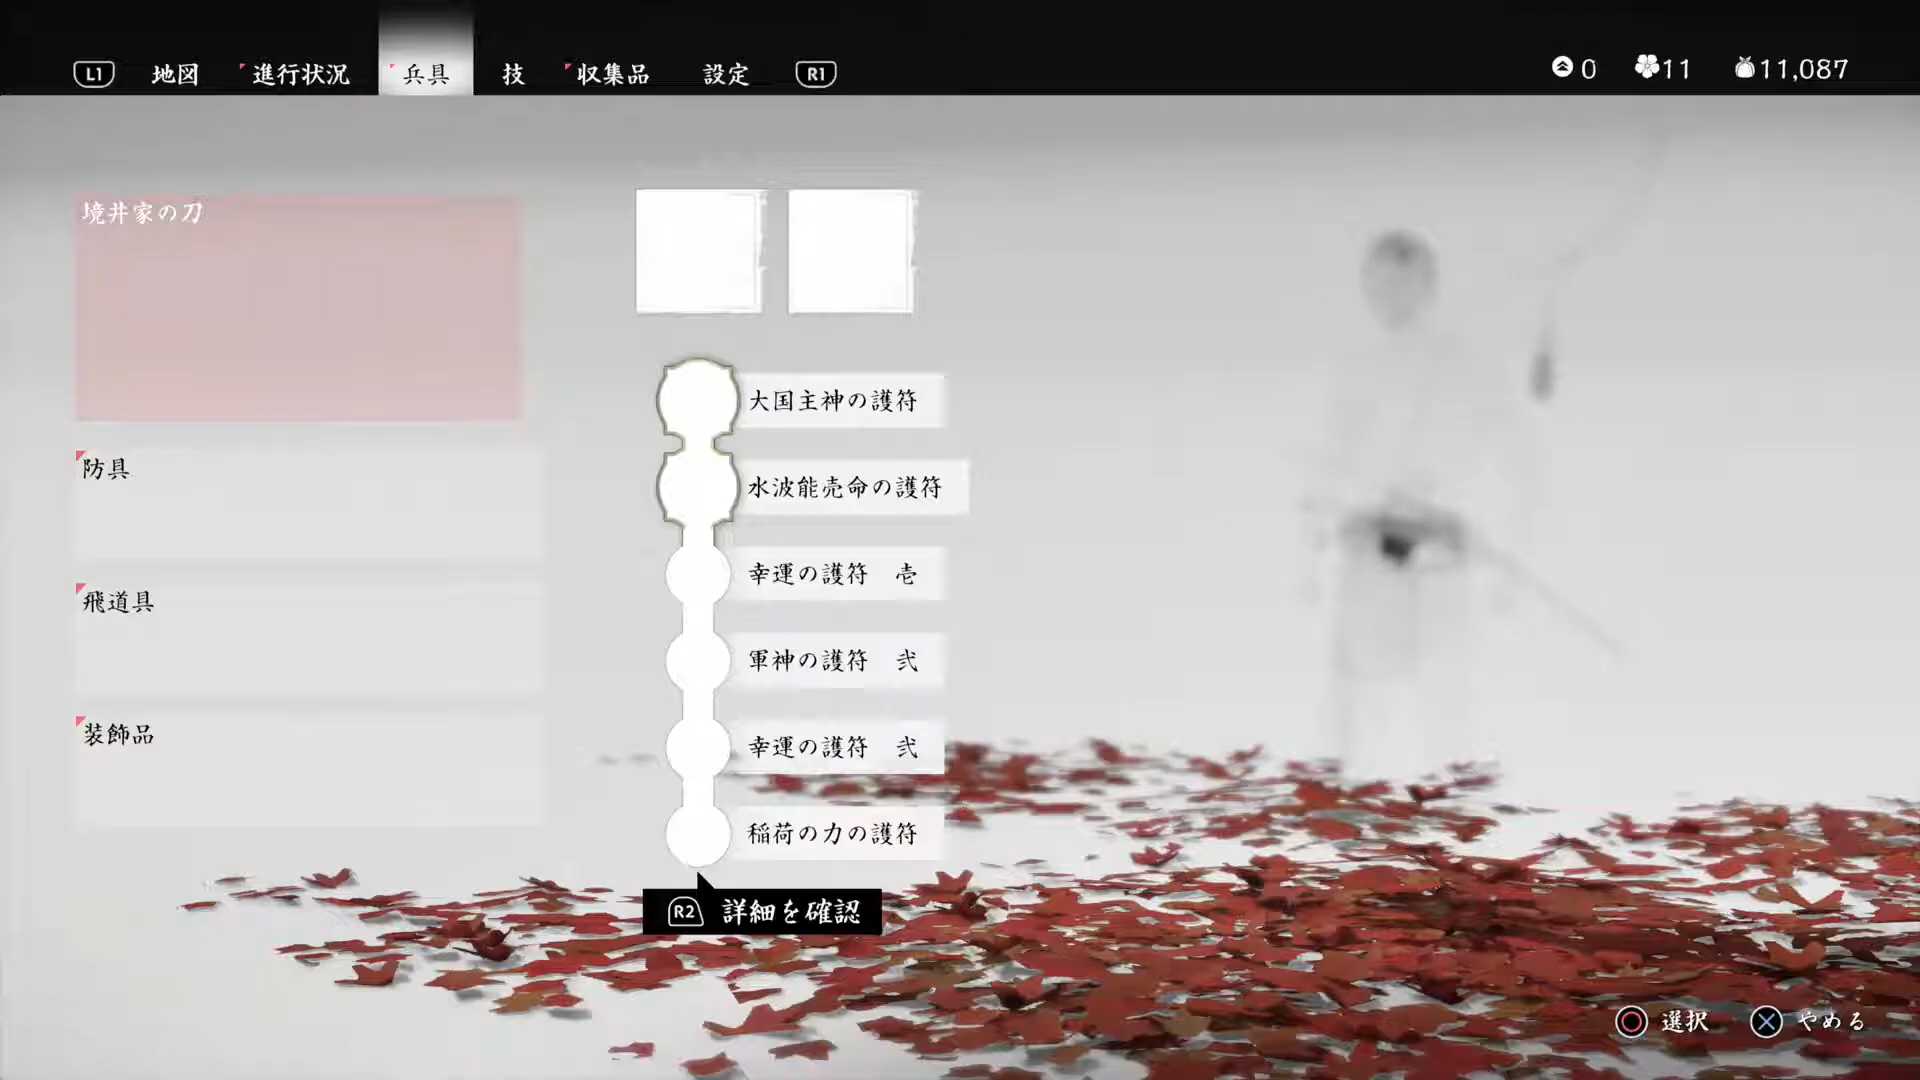 L1 地図 進行状況 兵具 技 収集品 設定 R1
0 11 11,087
境井家の刀
防具
飛道具
装飾品
大国主神の護符
水波能売命の護符
幸運の護符 壱
軍神の護符 弐
幸運の護符 弐
稲荷の力の護符
R2 詳細を確認
選択 やめる